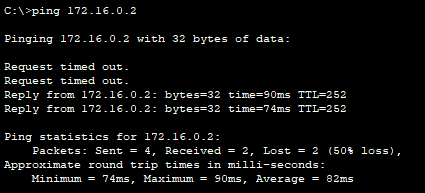 C:\>ping 172.16.0.2
Pinging 172.16.0.2 with 32 bytes of data:
Request timed out.
Request timed out.
Reply from 172.16.0.2: bytes=32 time=90ms TTL=252
Reply from 172.16.0.2: bytes=32 time=74ms TTL=252
Ping statistics for 172.16.0.2:
Packets: Sent = 4, Received = 2, Lost = 2 (50% loss),
Approximate round trip times in milli-seconds:
Minimum = 74ms, Maximum = 90ms, Average = 82ms